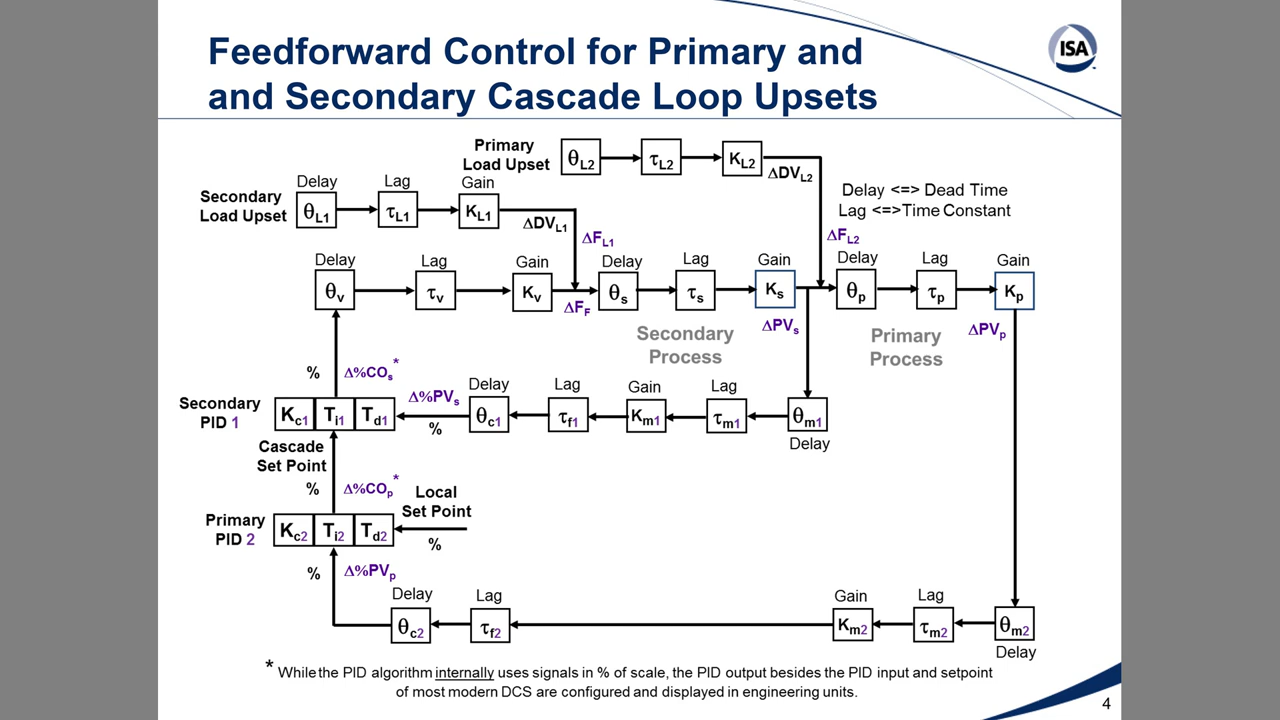 Feedforward Control for Primary and
and Secondary Cascade Loop Upsets
ISA
Primary
Load Upset
θL2
τL2
KL2
ΔDVL2
Delay <=> Dead Time
Lag <=>Time Constant
Secondary
Load Upset
Delay
Lag
Gain
θL1
τL1
KL1
ΔDVL1
ΔFL1
ΔFL2
Delay
Lag
Gain
Delay
Lag
Gain
Delay
Lag
Gain
θv
τv
Kv
θs
τs
Ks
θp
τp
Kp
ΔFF
ΔPVs
ΔPVp
Secondary
Process
Primary
Process
%
Δ%COs*
Secondary
PID 1
Kc1
Ti1
Td1
Δ%PVs
%
Delay
Lag
Gain
Lag
θc1
τf1
Km1
τm1
θm1
Delay
Cascade
Set Point
%
Δ%COp*
Local
Set Point
%
Primary
PID 2
Kc2
Ti2
Td2
%
Δ%PVp
Delay
Lag
Gain
Lag
θc2
τf2
Km2
τm2
θm2
Delay
* While the PID algorithm internally uses signals in % of scale, the PID output besides the PID input and setpoint
of most modern DCS are configured and displayed in engineering units.
4